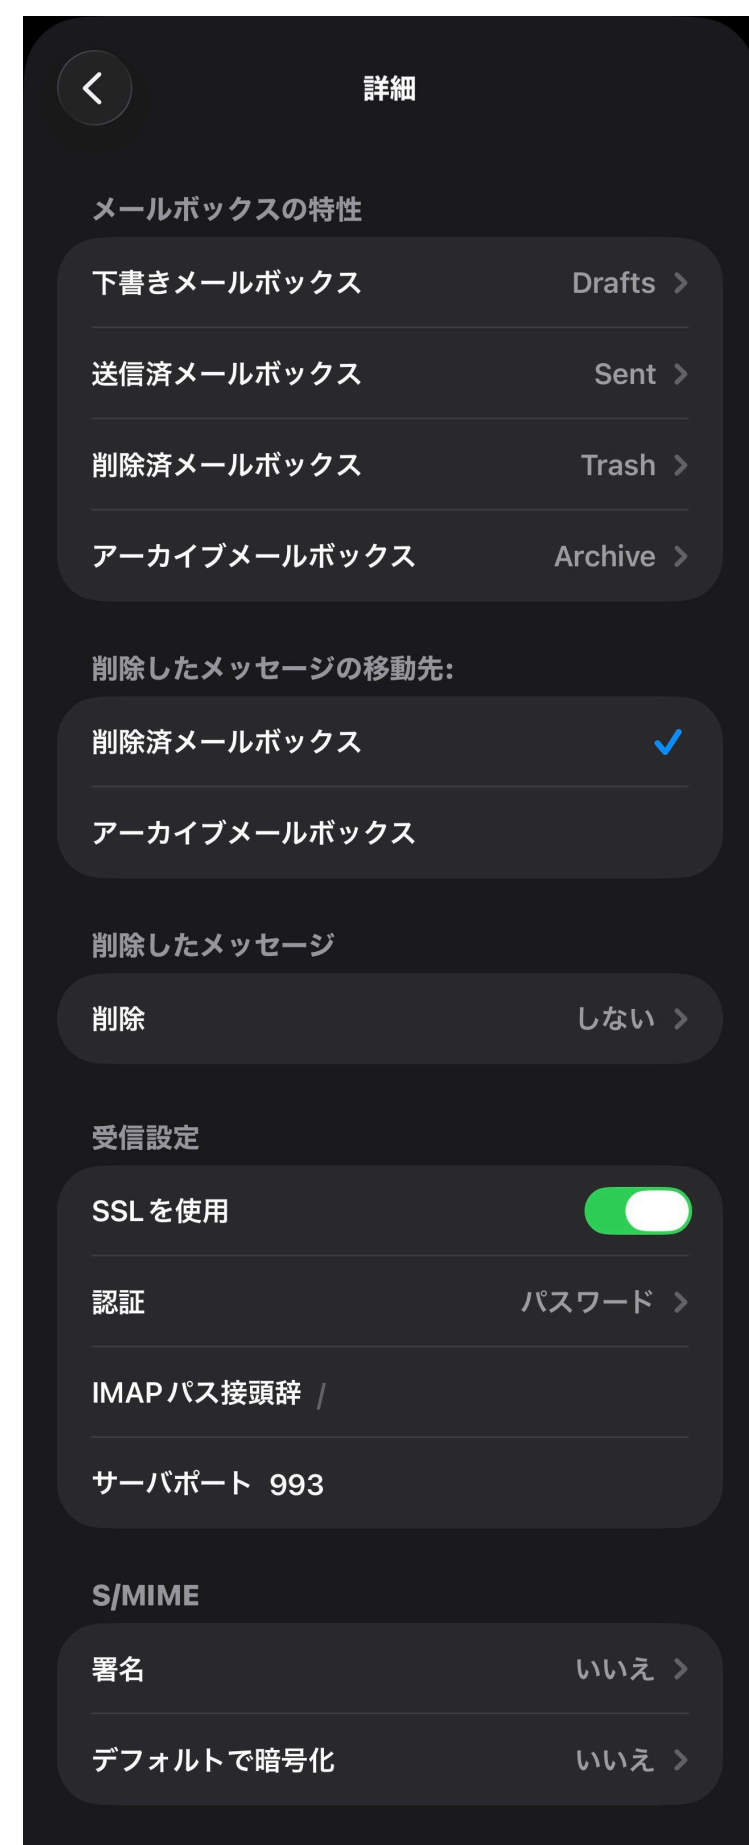 詳細
メールボックスの特性
下書きメールボックス Drafts
送信済メールボックス Sent
削除済メールボックス Trash
アーカイブメールボックス Archive
削除したメッセージの移動先:
削除済メールボックス
アーカイブメールボックス
削除したメッセージ
削除 しない
受信設定
SSLを使用
認証 パスワード
IMAPパス接頭辞 /
サーバポート 993
S/MIME
署名 いいえ
デフォルトで暗号化 いいえ